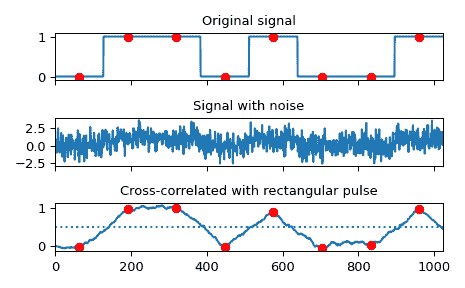 Original signal
1
0
Signal with noise
2.5
0.0
−2.5
Cross-correlated with rectangular pulse
1
0
0 200 400 600 800 1000